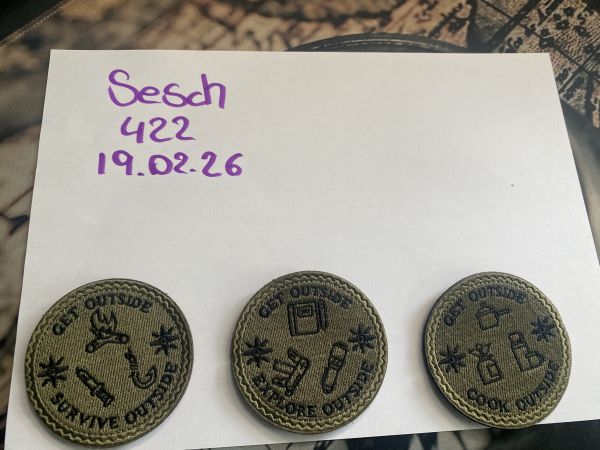 Sesch
422
19.02.26
GET OUTSIDE
SURVIVE OUTSIDE
GET OUTSIDE
EXPLORE OUTSIDE
GET OUTSIDE
COOK OUTSIDE